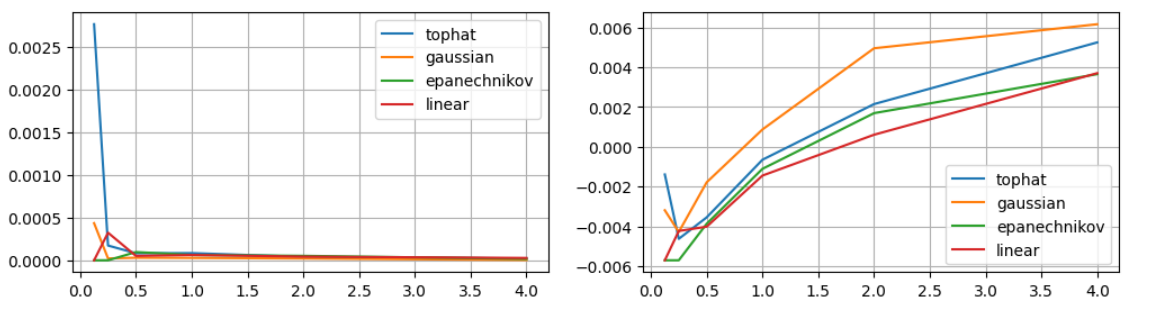 0.0025
0.0020
0.0015
0.0010
0.0005
0.0000
0.0 0.5 1.0 1.5 2.0 2.5 3.0 3.5 4.0
tophat
gaussian
epanechnikov
linear
0.006
0.004
0.002
0.000
−0.002
−0.004
−0.006
0.0 0.5 1.0 1.5 2.0 2.5 3.0 3.5 4.0
tophat
gaussian
epanechnikov
linear